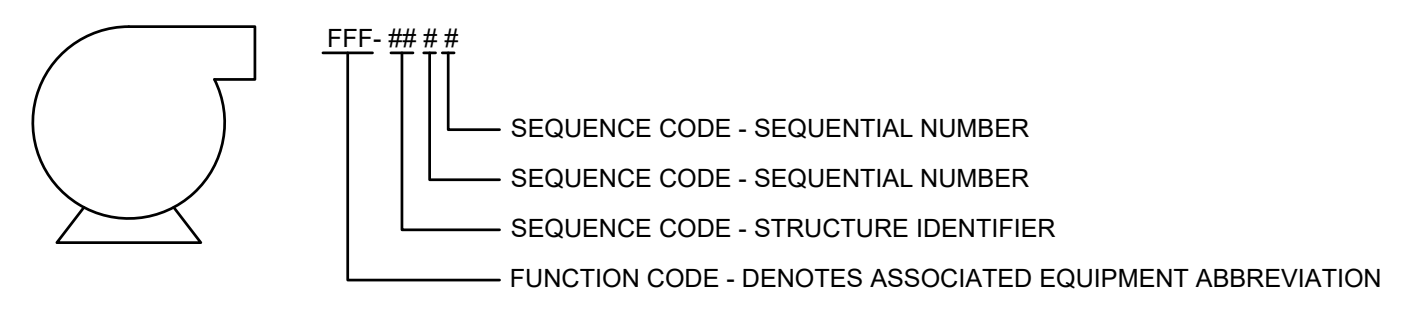 FFF- ## # #
SEQUENCE CODE - SEQUENTIAL NUMBER
SEQUENCE CODE - SEQUENTIAL NUMBER
SEQUENCE CODE - STRUCTURE IDENTIFIER
FUNCTION CODE - DENOTES ASSOCIATED EQUIPMENT ABBREVIATION